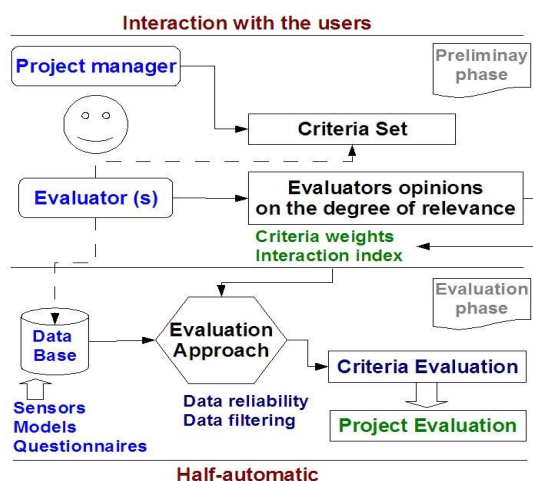 Interaction with the users
Project manager
Preliminay
phase
Criteria Set
Evaluator (s)
Evaluators opinions
on the degree of relevance
Criteria weights
Interaction index
Evaluation
phase
Data
Base
Evaluation
Approach
Criteria Evaluation
Sensors
Models
Questionnaires
Data reliability
Data filtering
Project Evaluation
Half-automatic